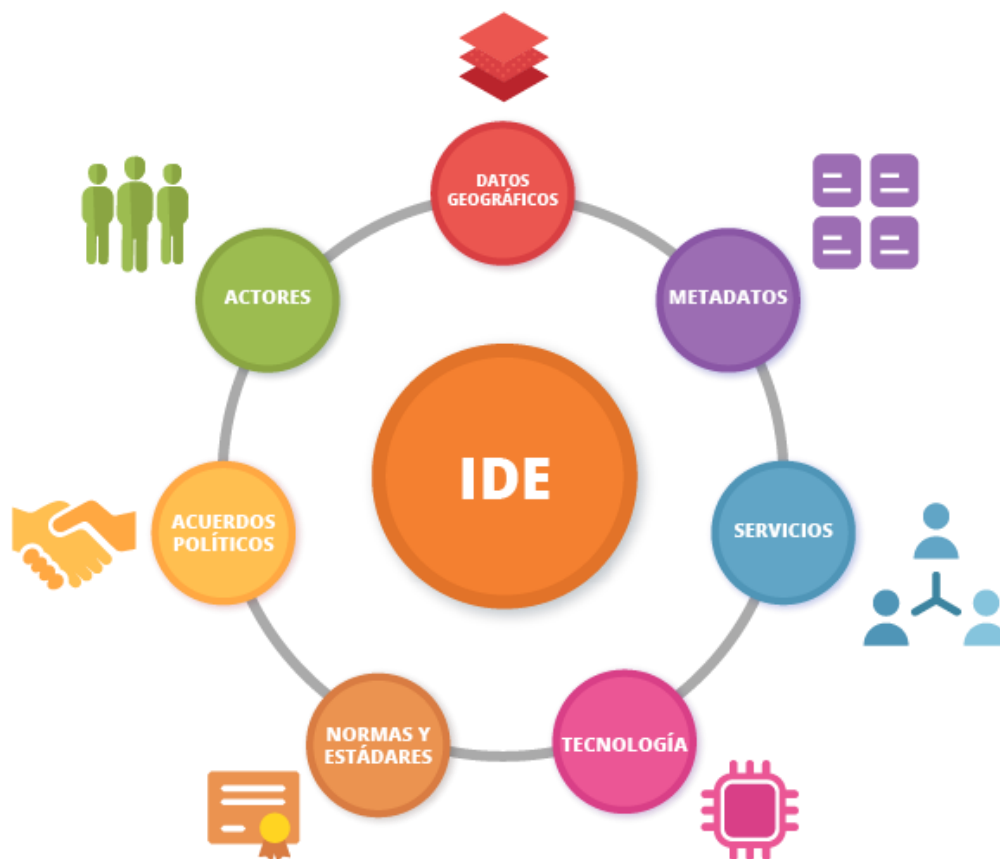 DATOS
GEOGRÁFICOS
METADATOS
SERVICIOS
TECNOLOGÍA
NORMAS Y
ESTÁDARES
ACUERDOS
POLÍTICOS
ACTORES
IDE